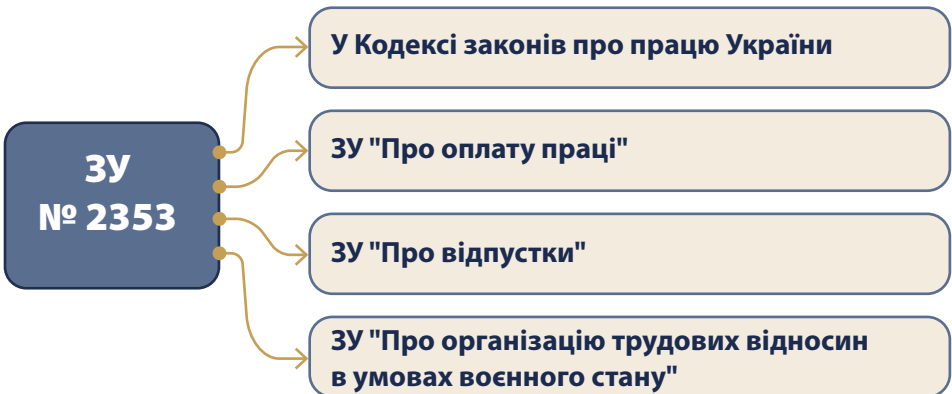 ЗУ
№ 2353
У Кодексі законів про працю України
ЗУ "Про оплату праці"
ЗУ "Про відпустки"
ЗУ "Про організацію трудових відносин
в умовах воєнного стану"